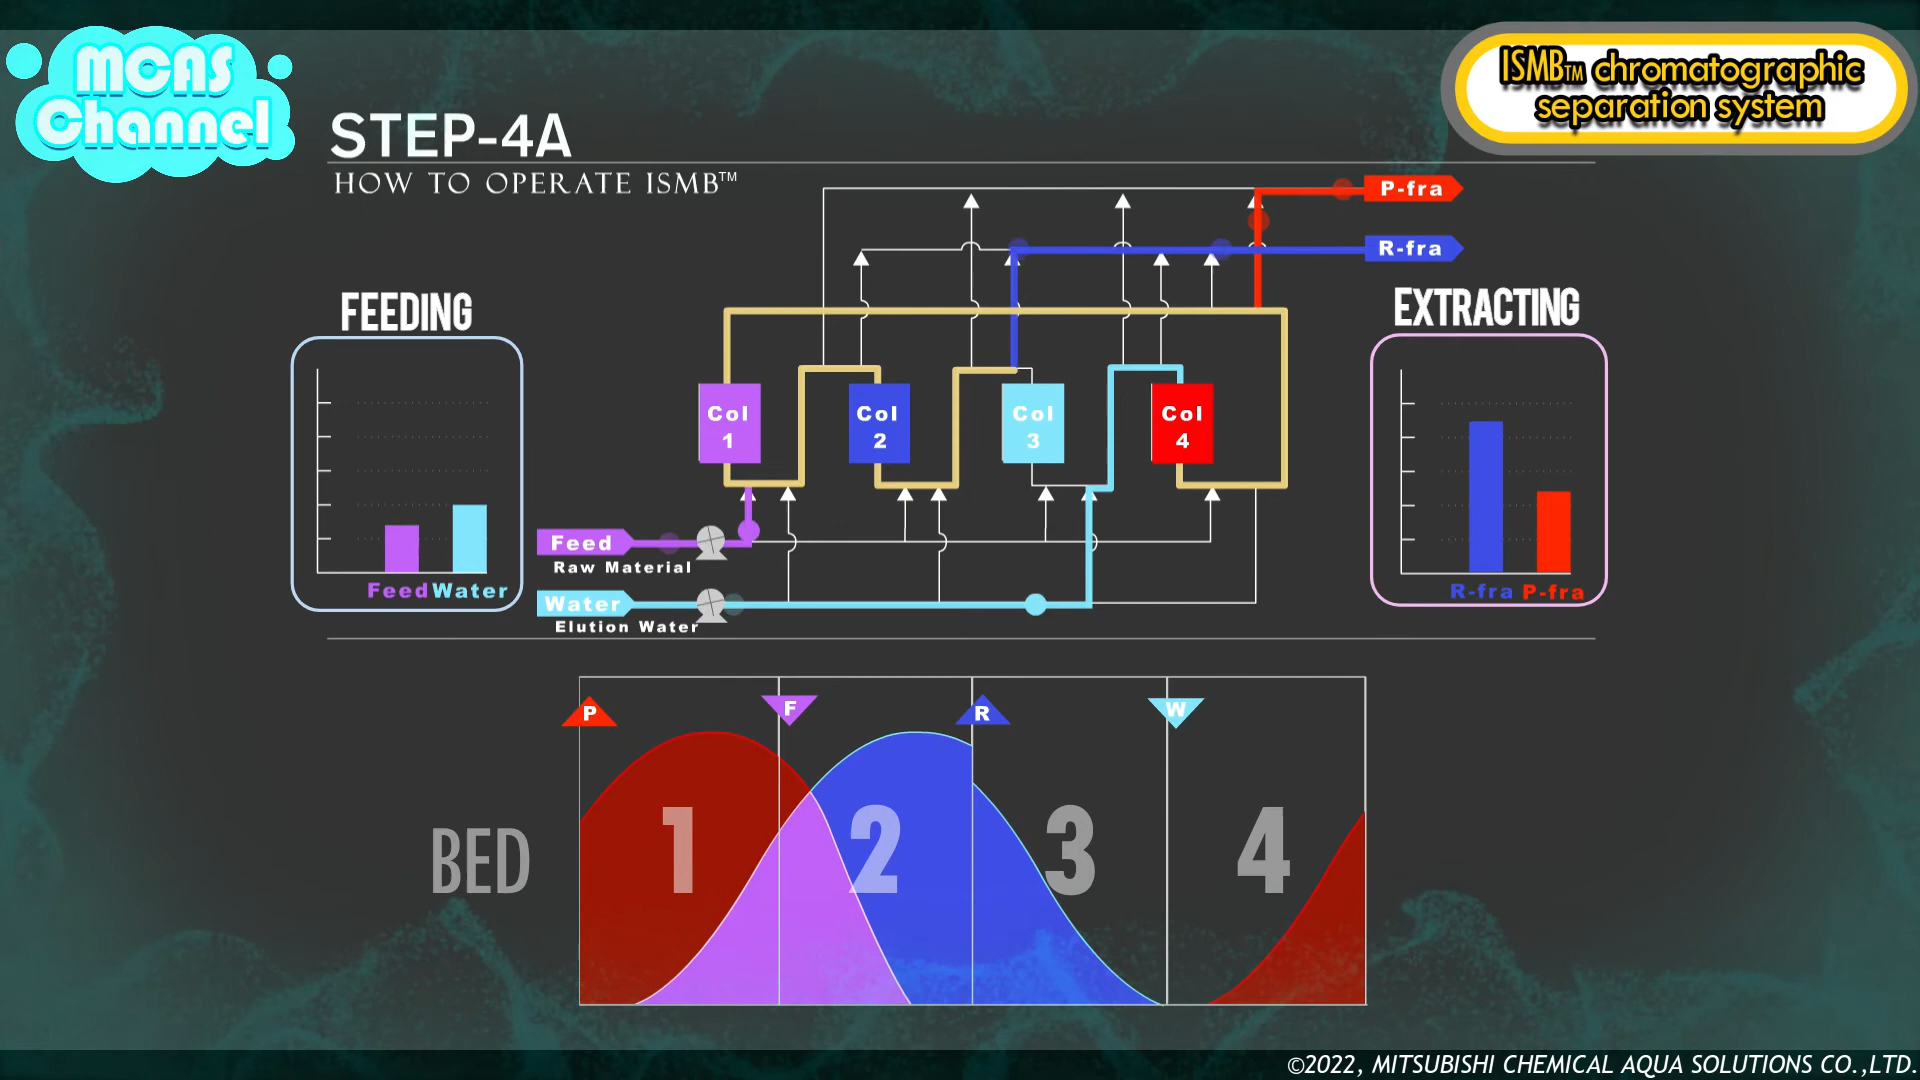 MCAS
Channel
ISMB™ chromatographic
separation system
STEP-4A
HOW TO OPERATE ISMB™
P-fra
R-fra
FEEDING
Feed Water
EXTRACTING
R-fra P-fra
Col
1
Col
2
Col
3
Col
4
Feed
Raw Material
Water
Elution Water
P
F
R
W
BED
1
2
3
4
©2022, MITSUBISHI CHEMICAL AQUA SOLUTIONS CO.,LTD.